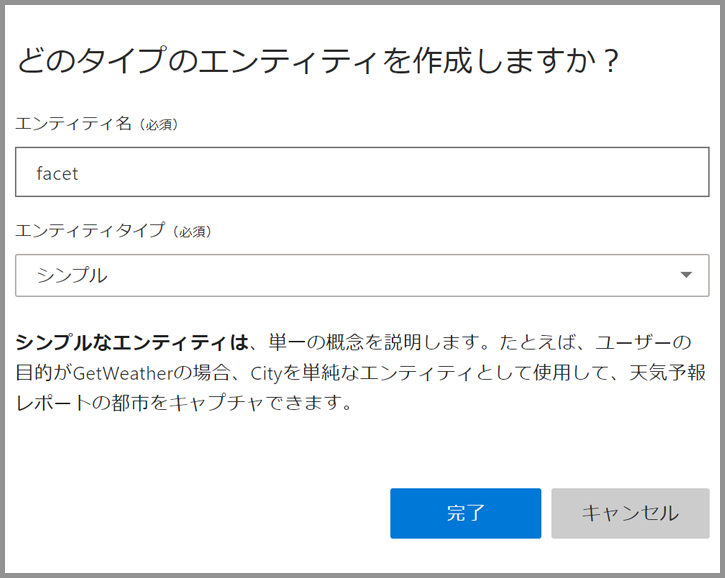 どのタイプのエンティティを作成しますか？
エンティティ名（必須）
facet
エンティティタイプ（必須）
シンプル
シンプルなエンティティは、単一の概念を説明します。たとえば、ユーザーの
目的がGetWeatherの場合、Cityを単純なエンティティとして使用して、天気予報
レポートの都市をキャプチャできます。
完了
キャンセル